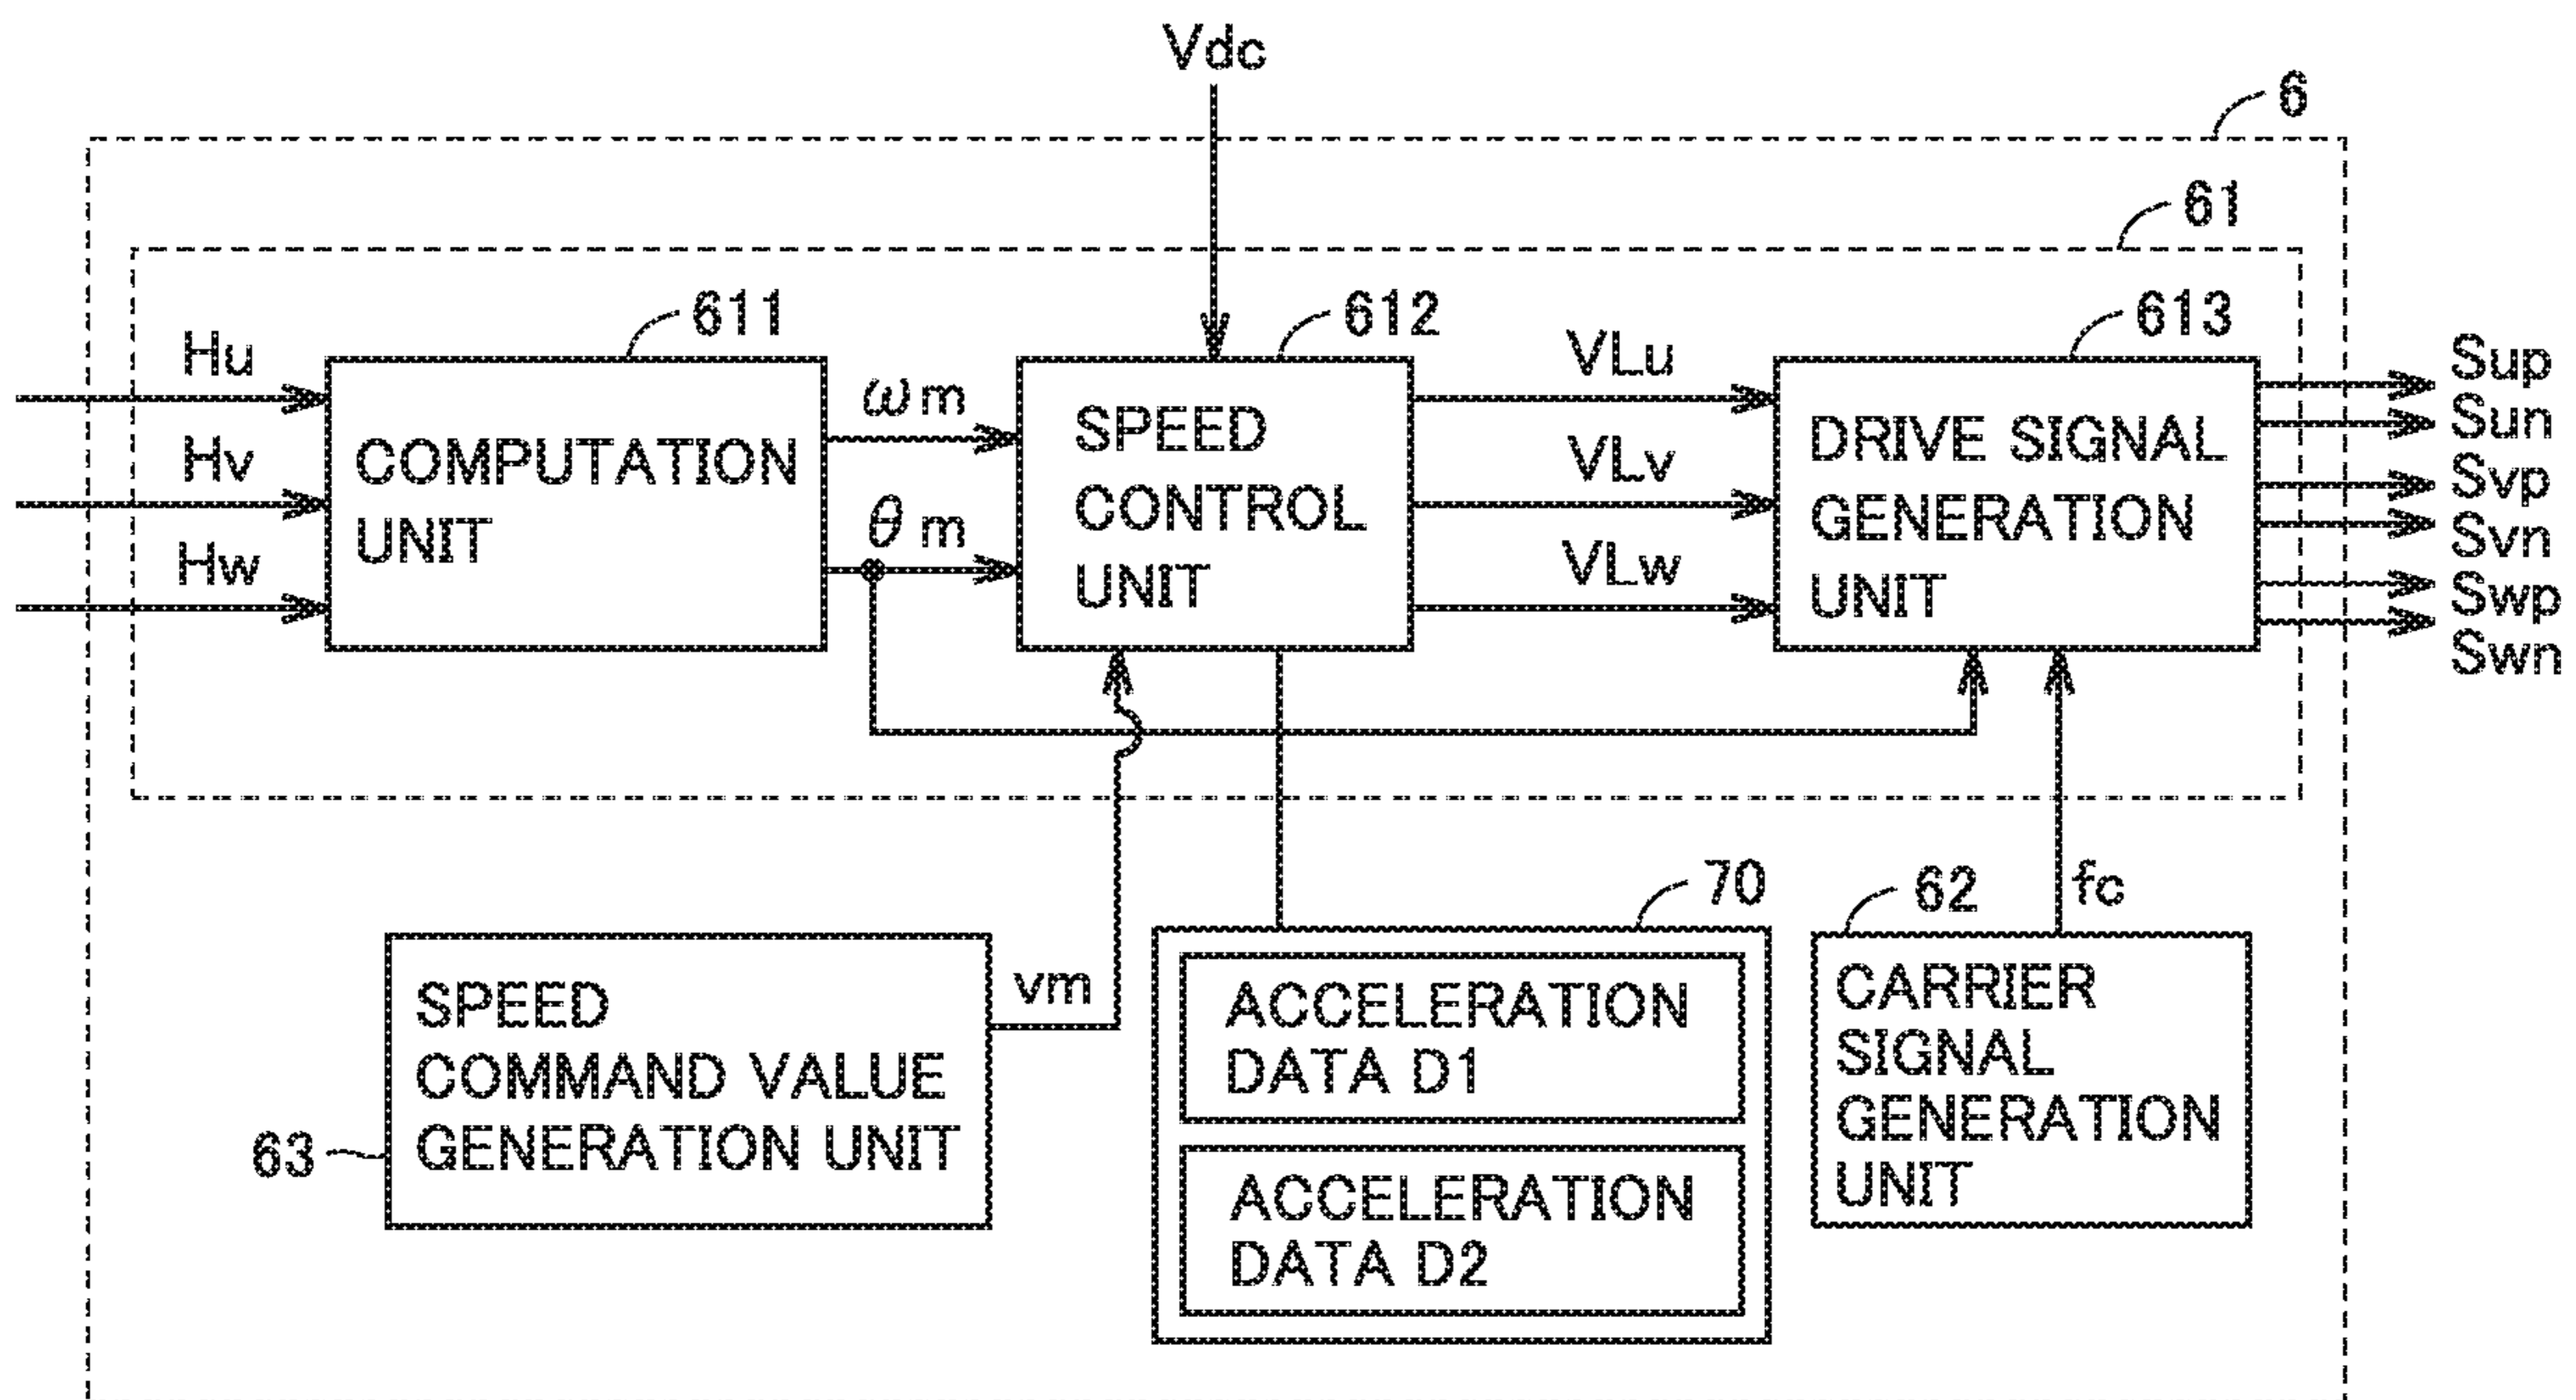 Vdc
6
61
611
612
613
Hu
Hv
Hw
COMPUTATION
UNIT
ωm
θm
SPEED
CONTROL
UNIT
VLu
VLv
VLw
DRIVE SIGNAL
GENERATION
UNIT
Sup
Sun
Svp
Svn
Swp
Swn
63
SPEED
COMMAND VALUE
GENERATION UNIT
vm
70
ACCELERATION
DATA D1
ACCELERATION
DATA D2
62
fc
CARRIER
SIGNAL
GENERATION
UNIT